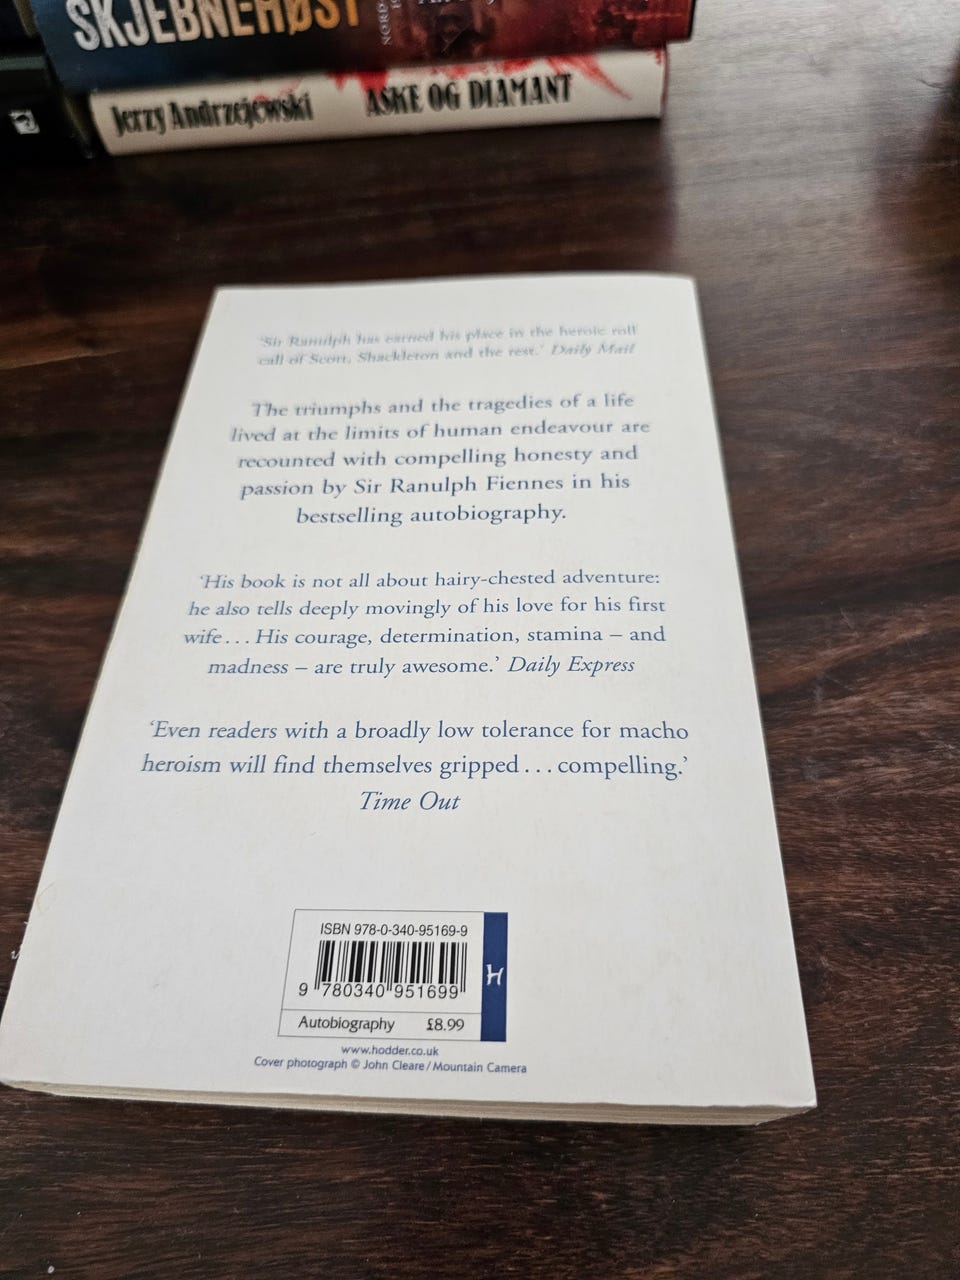 SKJEBNEHØST
Jerzy Andrzejewski ASKE OG DIAMANT
'Sir Ranulph has earned his place in the heroic roll
call of Scott, Shackleton and the rest.' Daily Mail
The triumphs and the tragedies of a life
lived at the limits of human endeavour are
recounted with compelling honesty and
passion by Sir Ranulph Fiennes in his
bestselling autobiography.
'His book is not all about hairy-chested adventure:
he also tells deeply movingly of his love for his first
wife... His courage, determination, stamina – and
madness – are truly awesome.' Daily Express
'Even readers with a broadly low tolerance for macho
heroism will find themselves gripped... compelling.'
Time Out
ISBN 978-0-340-95169-9
9 780340 951699
H
Autobiography £8.99
www.hodder.co.uk
Cover photograph © John Cleare / Mountain Camera